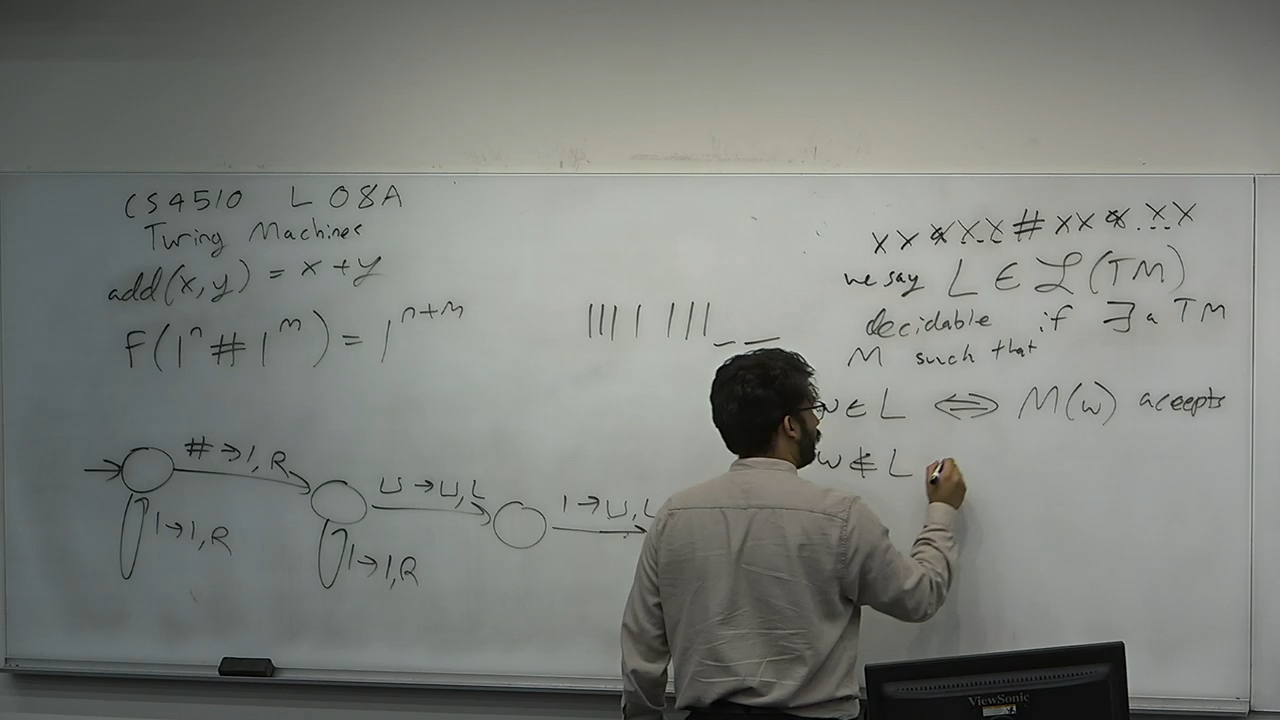 CS4510 L 08A
Turing Machines
add(x,y) = x+y
F(1ⁿ#1ᵐ) = 1ⁿ⁺ᵐ
|||| |||_ _
#→1,R
1→1,R
⊔→⊔,L
1→1,R
1→⊔,L
xxxxx#xxxxx
we say L ∈ ℒ(TM)
decidable if ∃ a TM
M such that
w∈L ⇔ M(w) accepts
w∉L
ViewSonic